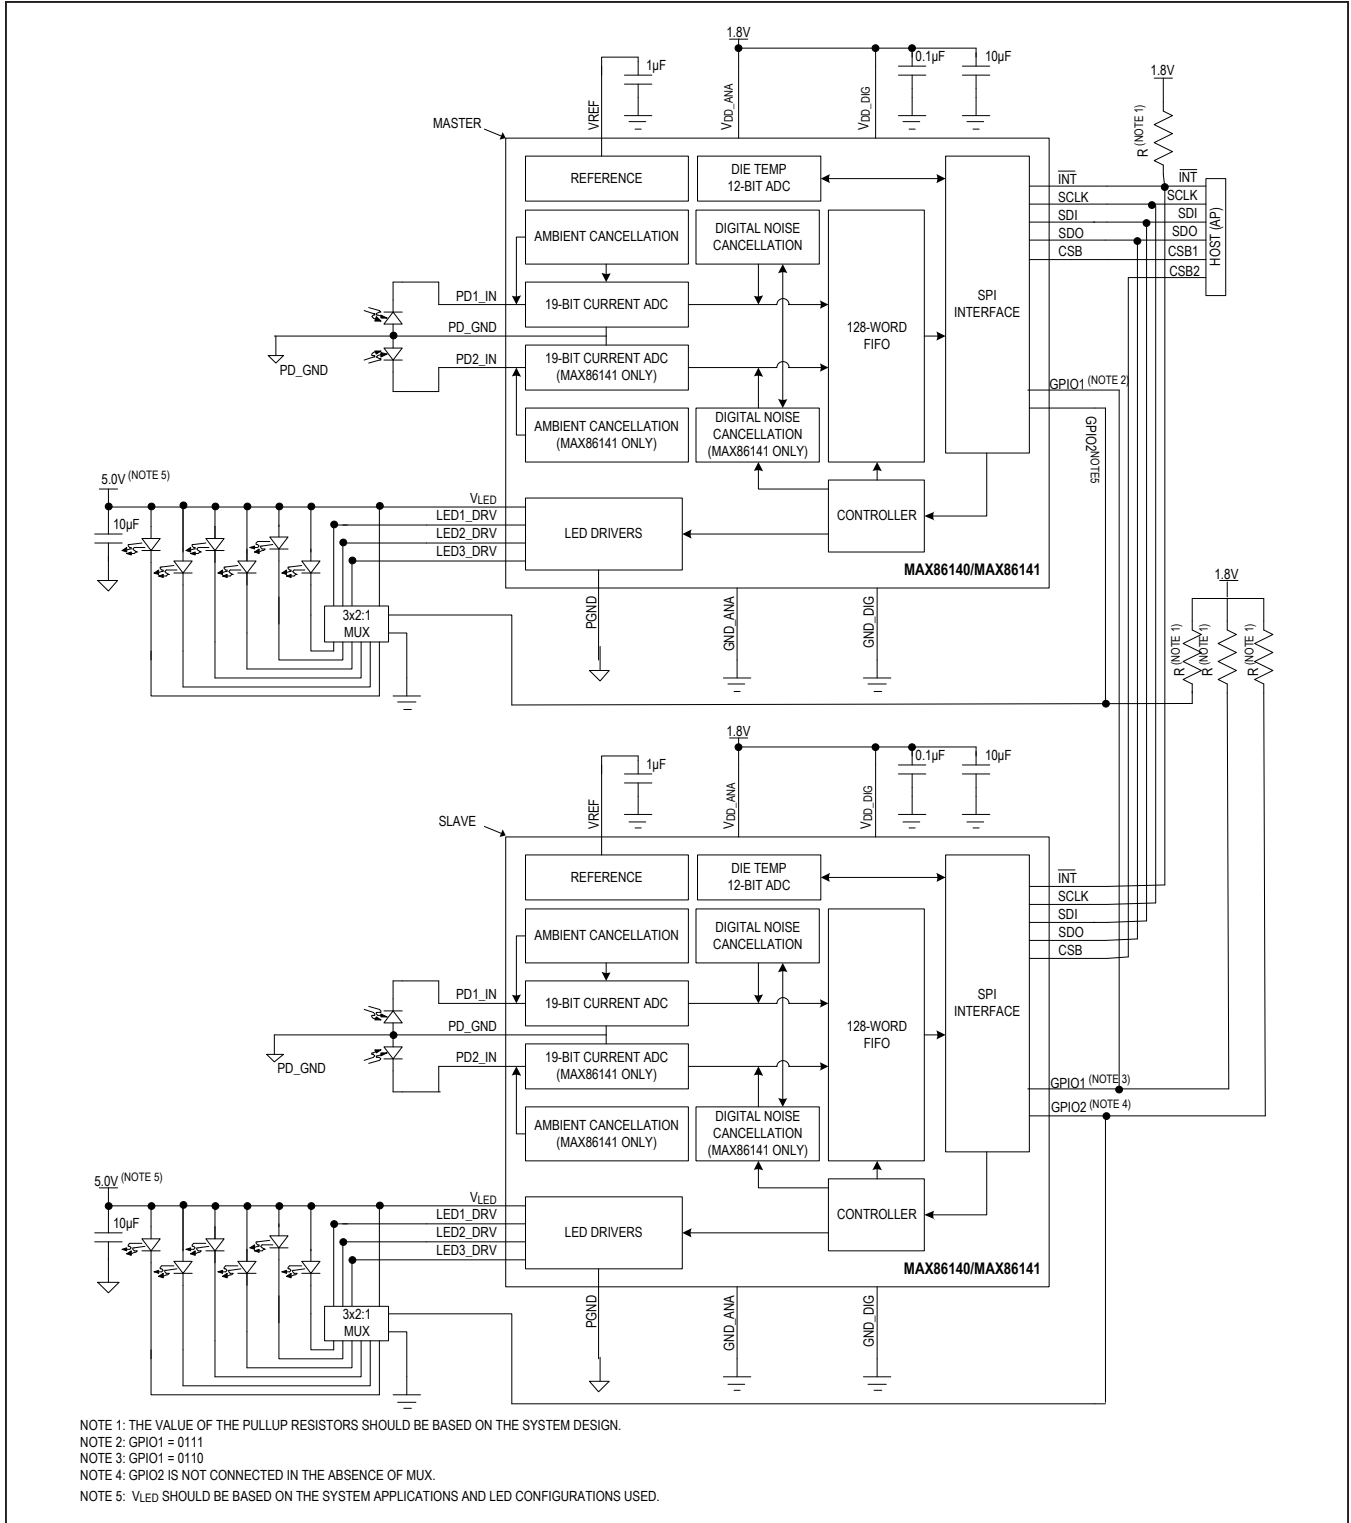 1.8V
0.1µF
10µF
1µF
VREF
VDD_ANA
VDD_DIG
1.8V
R (NOTE 1)
MASTER
REFERENCE
DIE TEMP
12-BIT ADC
INT
SCLK
SDI
SDO
CSB
INT
SCLK
SDI
SDO
CSB1
CSB2
HOST (AP)
AMBIENT CANCELLATION
DIGITAL NOISE
CANCELLATION
SPI
INTERFACE
PD1_IN
19-BIT CURRENT ADC
PD_GND
PD_GND
128-WORD
FIFO
PD2_IN
19-BIT CURRENT ADC
(MAX86141 ONLY)
GPIO1 (NOTE 2)
GPIO2 NOTE5
AMBIENT CANCELLATION
(MAX86141 ONLY)
DIGITAL NOISE
CANCELLATION
(MAX86141 ONLY)
5.0V (NOTE 5)
10µF
VLED
LED1_DRV
LED2_DRV
LED3_DRV
LED DRIVERS
CONTROLLER
MAX86140/MAX86141
3x2:1
MUX
PGND
GND_ANA
GND_DIG
1.8V
R (NOTE 1)
R (NOTE 1)
R (NOTE 1)
1.8V
0.1µF
10µF
1µF
VREF
VDD_ANA
VDD_DIG
SLAVE
REFERENCE
DIE TEMP
12-BIT ADC
INT
SCLK
SDI
SDO
CSB
AMBIENT CANCELLATION
DIGITAL NOISE
CANCELLATION
SPI
INTERFACE
PD1_IN
19-BIT CURRENT ADC
PD_GND
PD_GND
128-WORD
FIFO
PD2_IN
19-BIT CURRENT ADC
(MAX86141 ONLY)
GPIO1 (NOTE 3)
GPIO2 (NOTE 4)
AMBIENT CANCELLATION
(MAX86141 ONLY)
DIGITAL NOISE
CANCELLATION
(MAX86141 ONLY)
5.0V (NOTE 5)
10µF
VLED
LED1_DRV
LED2_DRV
LED3_DRV
LED DRIVERS
CONTROLLER
MAX86140/MAX86141
3x2:1
MUX
PGND
GND_ANA
GND_DIG
NOTE 1: THE VALUE OF THE PULLUP RESISTORS SHOULD BE BASED ON THE SYSTEM DESIGN.
NOTE 2: GPIO1 = 0111
NOTE 3: GPIO1 = 0110
NOTE 4: GPIO2 IS NOT CONNECTED IN THE ABSENCE OF MUX.
NOTE 5: VLED SHOULD BE BASED ON THE SYSTEM APPLICATIONS AND LED CONFIGURATIONS USED.